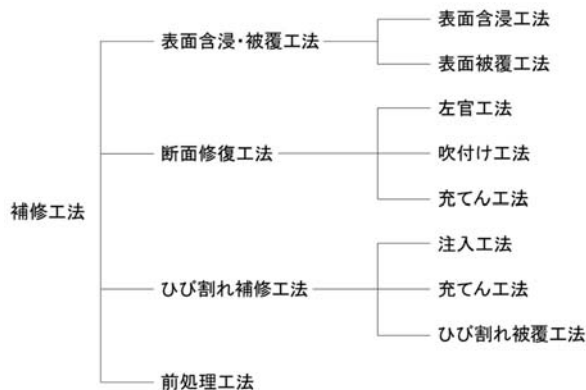 補修工法
表面含浸・被覆工法
表面含浸工法
表面被覆工法
断面修復工法
左官工法
吹付け工法
充てん工法
ひび割れ補修工法
注入工法
充てん工法
ひび割れ被覆工法
前処理工法